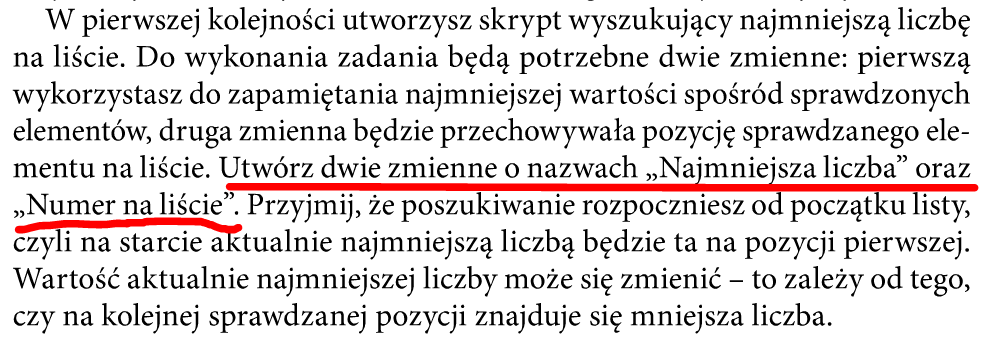 W pierwszej kolejności utworzysz skrypt wyszukujący najmniejszą liczbę
na liście. Do wykonania zadania będą potrzebne dwie zmienne: pierwszą
wykorzystasz do zapamiętania najmniejszej wartości spośród sprawdzonych
elementów, druga zmienna będzie przechowywała pozycję sprawdzanego ele-
mentu na liście. Utwórz dwie zmienne o nazwach „Najmniejsza liczba” oraz
„Numer na liście”. Przyjmij, że poszukiwanie rozpoczniesz od początku listy,
czyli na starcie aktualnie najmniejszą liczbą będzie ta na pozycji pierwszej.
Wartość aktualnie najmniejszej liczby może się zmienić – to zależy od tego,
czy na kolejnej sprawdzanej pozycji znajduje się mniejsza liczba.